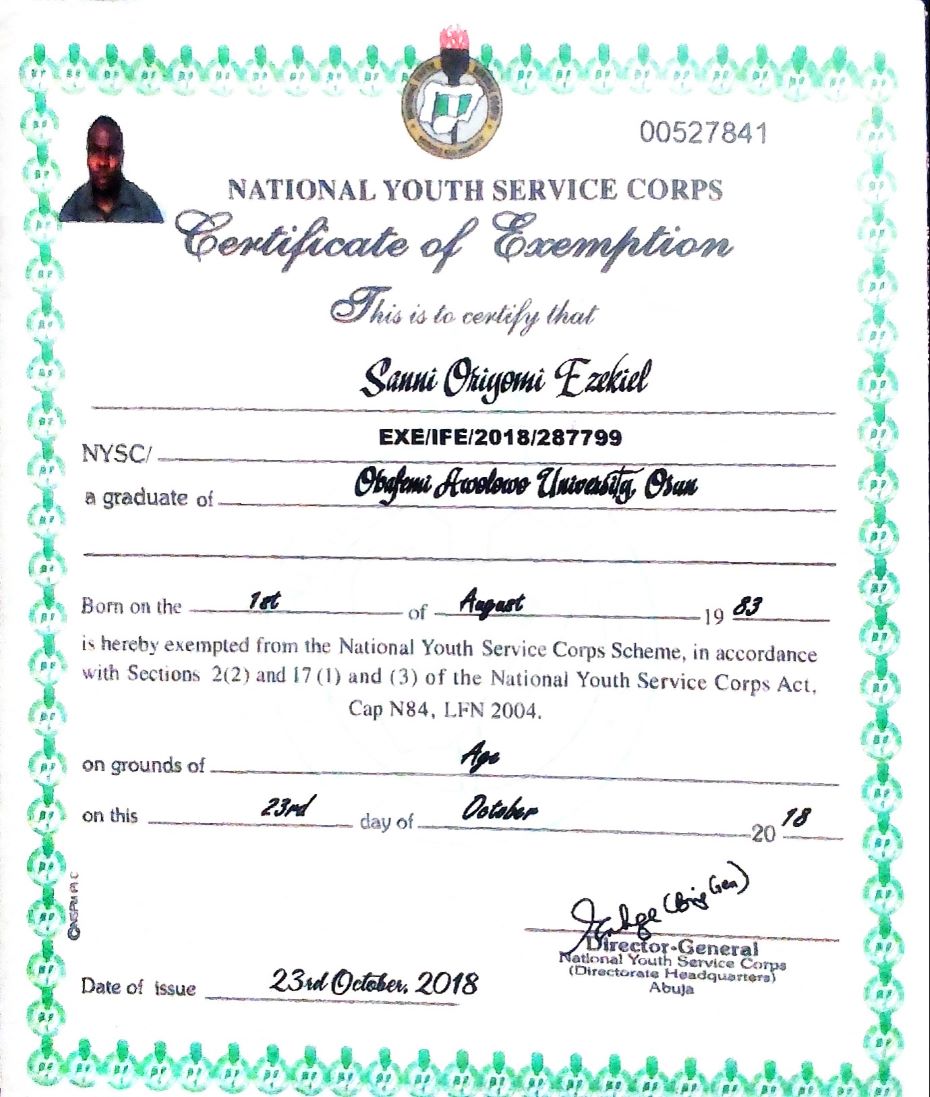 00527841
NATIONAL YOUTH SERVICE CORPS
Certificate of Exemption
This is to certify that
Sanni Oriyomi Ezekiel
NYSC/ EXE/IFE/2018/287799
a graduate of Obafemi Awolowo University, Osun
Born on the 1st of August 19 83
is hereby exempted from the National Youth Service Corps Scheme, in accordance
with Sections 2(2) and 17 (1) and (3) of the National Youth Service Corps Act,
Cap N84, LFN 2004.
on grounds of Age
on this 23rd day of October 20 18
(Brig Gen)
Director-General
National Youth Service Corps
(Directorate Headquarters)
Abuja
Date of issue 23rd October, 2018